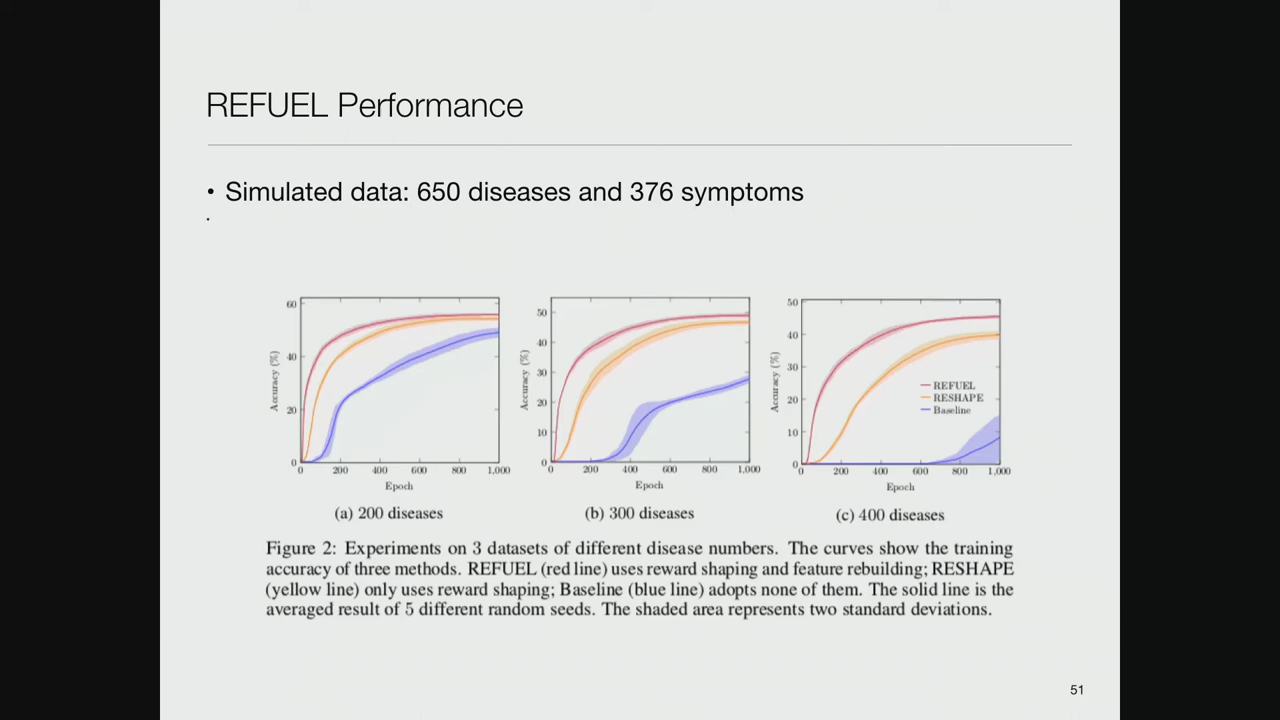 REFUEL Performance
• Simulated data: 650 diseases and 376 symptoms
•
60
40
20
0
0 200 400 600 800 1,000
Accuracy (%)
Epoch
(a) 200 diseases
50
40
30
20
10
0
0 200 400 600 800 1,000
Accuracy (%)
Epoch
(b) 300 diseases
50
40
30
20
10
0
0 200 400 600 800 1,000
Accuracy (%)
Epoch
REFUEL
RESHAPE
Baseline
(c) 400 diseases
Figure 2: Experiments on 3 datasets of different disease numbers. The curves show the training
accuracy of three methods. REFUEL (red line) uses reward shaping and feature rebuilding; RESHAPE
(yellow line) only uses reward shaping; Baseline (blue line) adopts none of them. The solid line is the
averaged result of 5 different random seeds. The shaded area represents two standard deviations.
51